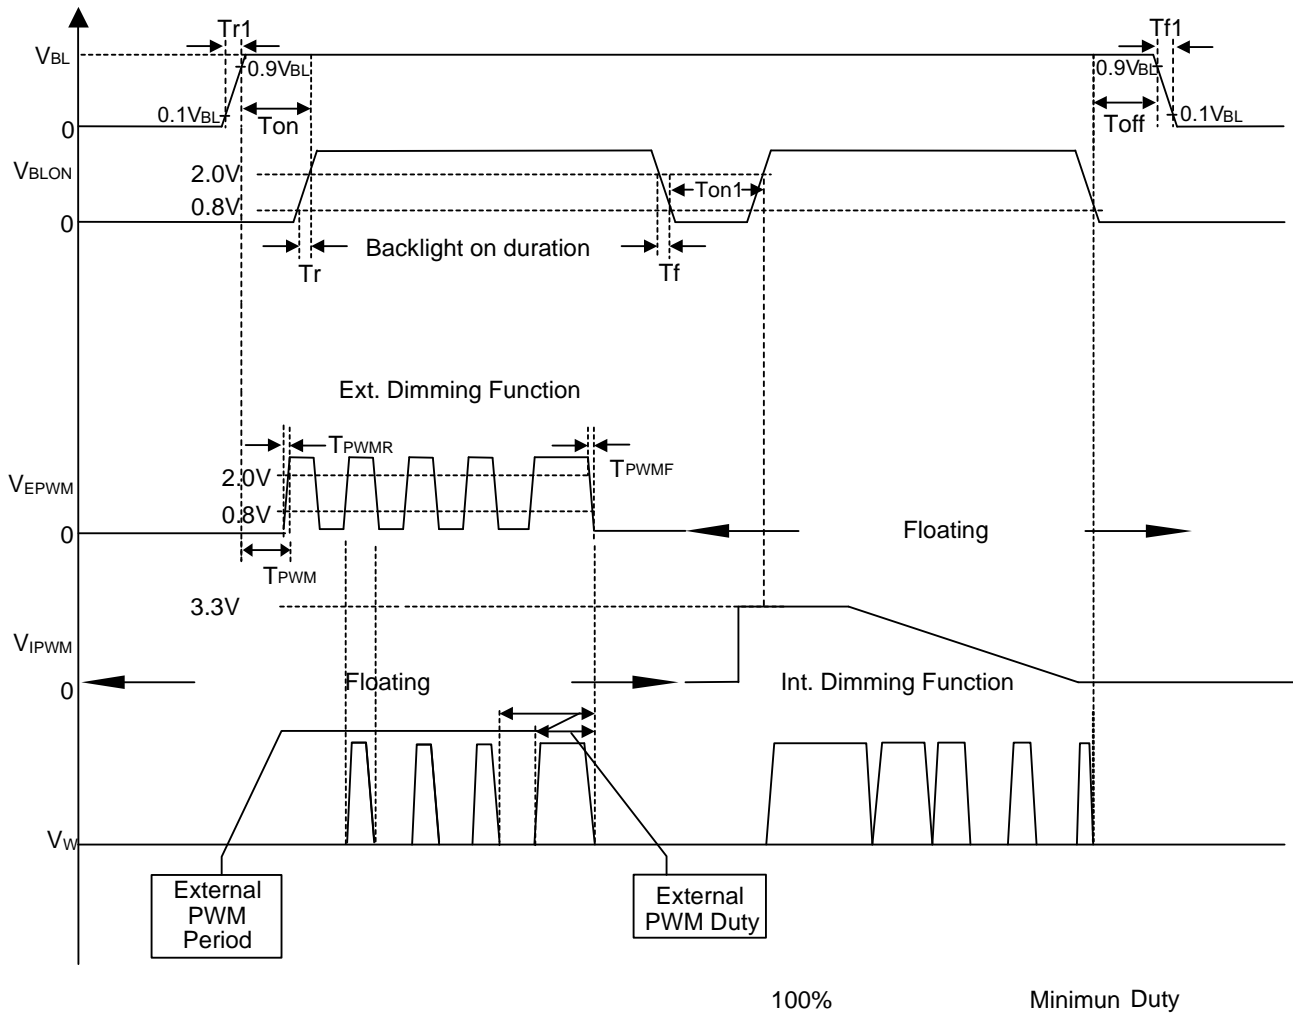 Tr1
Tf1
VBL
0.9VBL
0.9VBL
0.1VBL
0.1VBL
0
Ton
Toff
VBLON
2.0V
Ton1
0.8V
0
Backlight on duration
Tr
Tf
Ext. Dimming Function
TPWMR
TPWMF
2.0V
VEPWM
0.8V
0
Floating
TPWM
3.3V
VIPWM
0
Floating
Int. Dimming Function
VW
External
PWM
Period
External
PWM Duty
100%
Minimun Duty